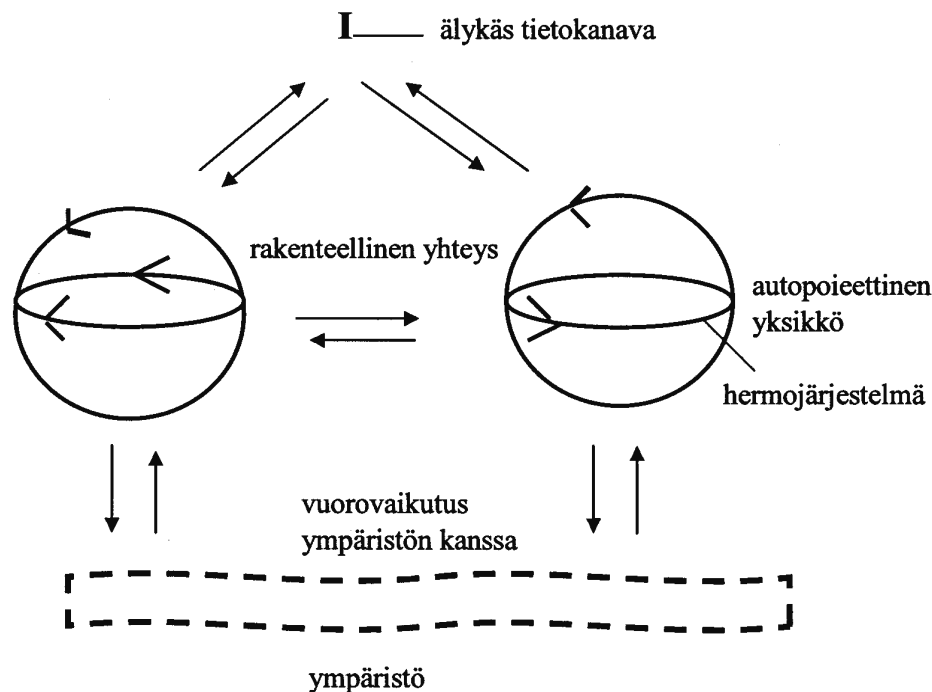 I älykäs tietokanava
rakenteellinen yhteys
autopoieettinen
yksikkö
hermojärjestelmä
vuorovaikutus
ympäristön kanssa
ympäristö